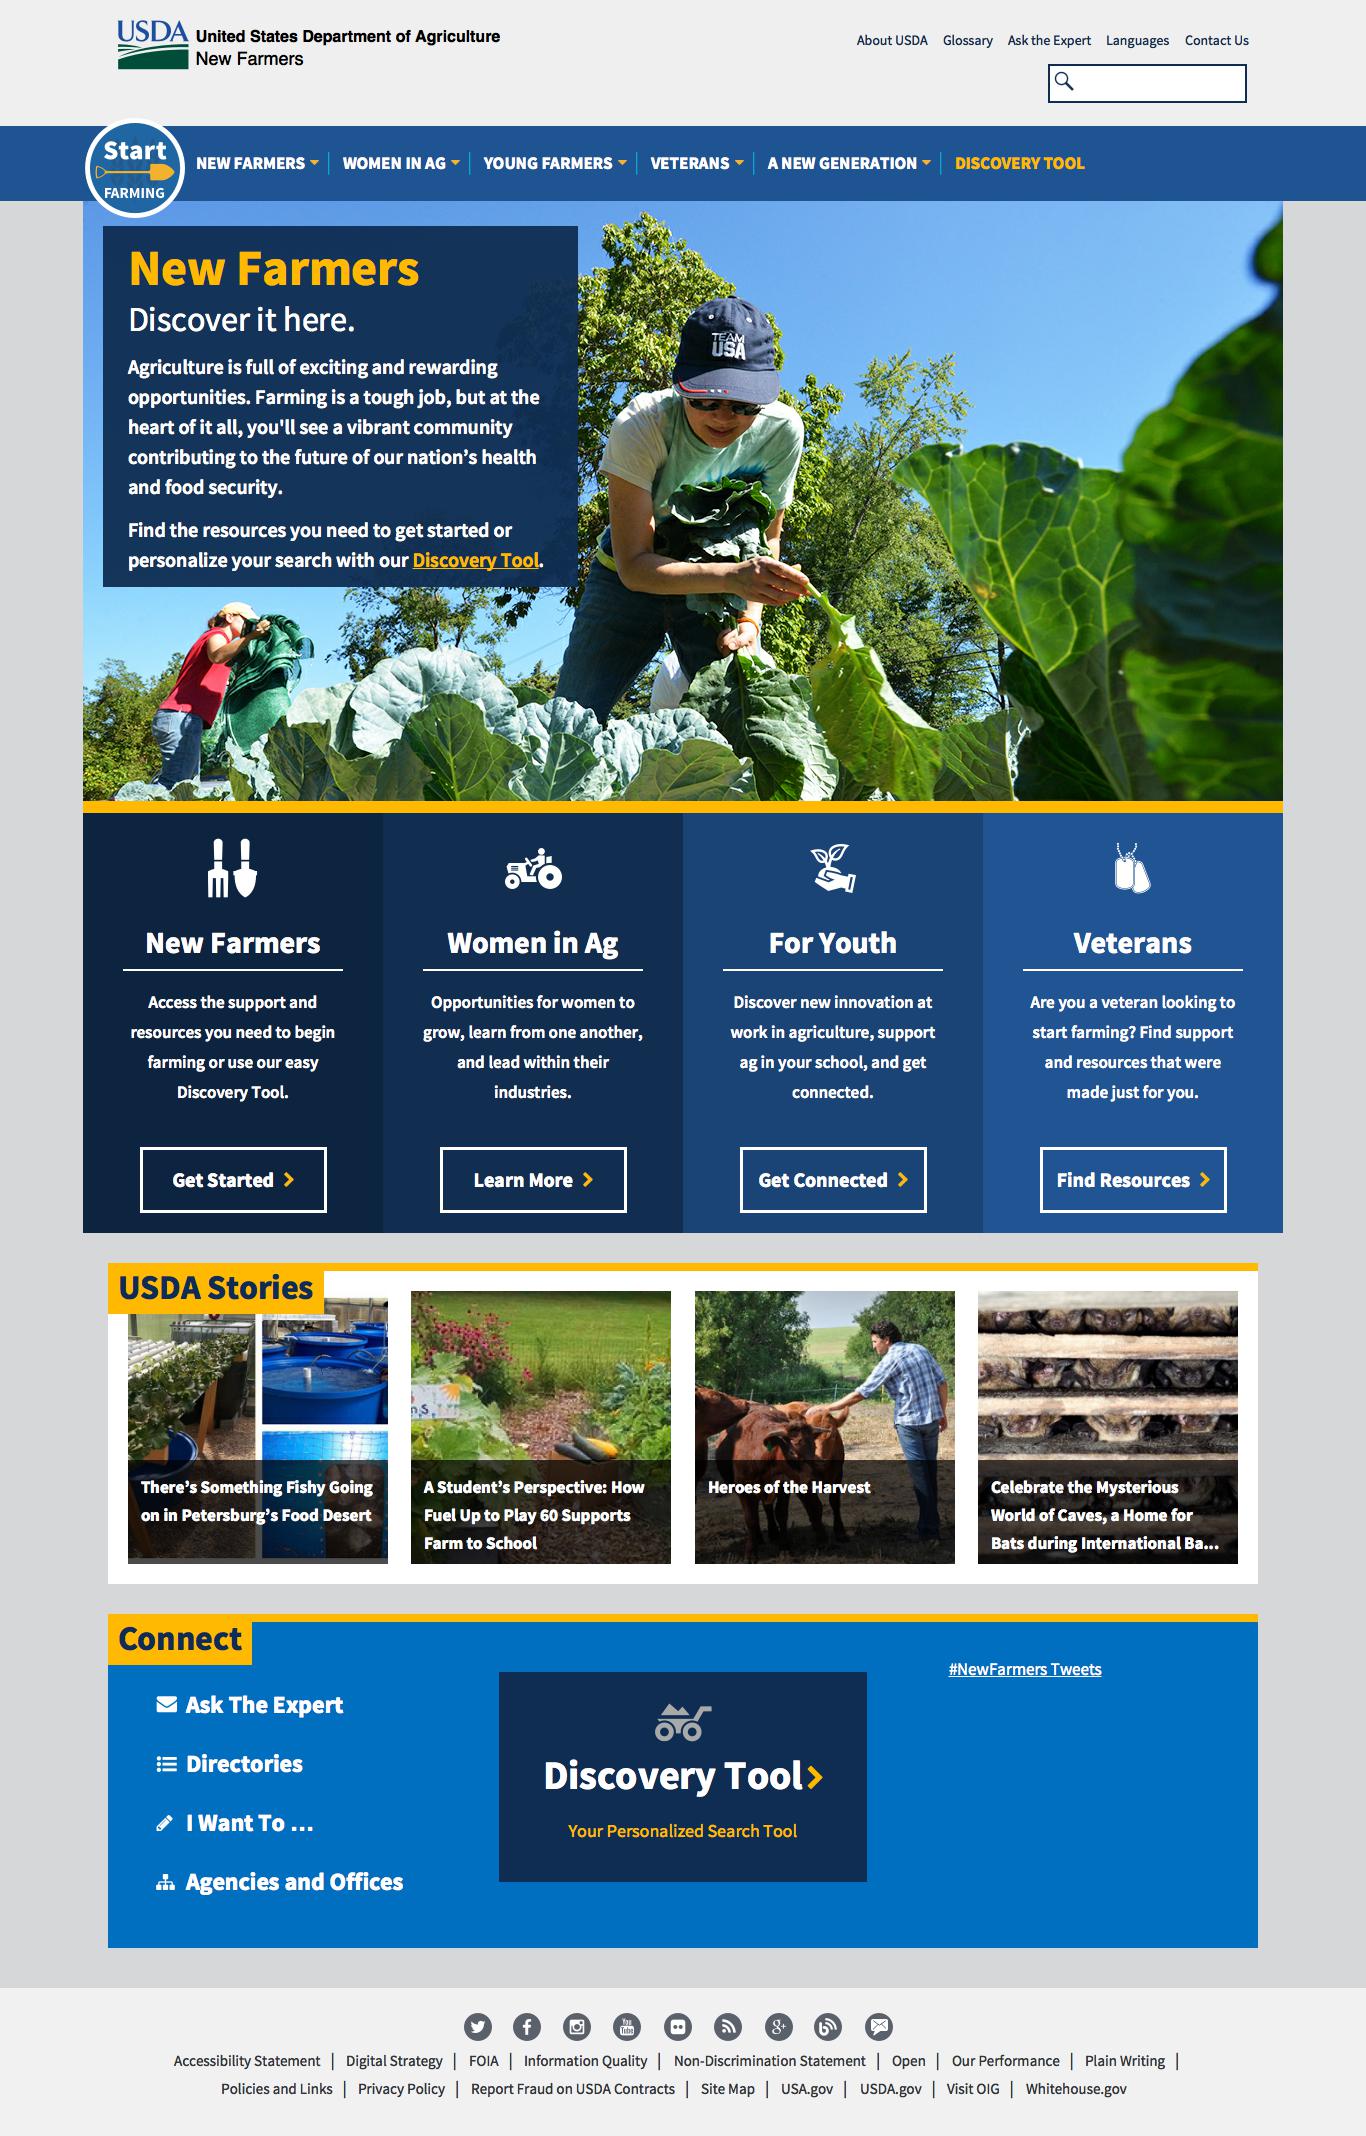 USDA United States Department of Agriculture
New Farmers
About USDA Glossary Ask the Expert Languages Contact Us
Start
FARMING
NEW FARMERS WOMEN IN AG YOUNG FARMERS VETERANS A NEW GENERATION DISCOVERY TOOL
New Farmers
Discover it here.
Agriculture is full of exciting and rewarding
opportunities. Farming is a tough job, but at the
heart of it all, you'll see a vibrant community
contributing to the future of our nation’s health
and food security.
Find the resources you need to get started or
personalize your search with our Discovery Tool.
TEAM
USA
New Farmers
Access the support and
resources you need to begin
farming or use our easy
Discovery Tool.
Get Started
Women in Ag
Opportunities for women to
grow, learn from one another,
and lead within their
industries.
Learn More
For Youth
Discover new innovation at
work in agriculture, support
ag in your school, and get
connected.
Get Connected
Veterans
Are you a veteran looking to
start farming? Find support
and resources that were
made just for you.
Find Resources
USDA Stories
There’s Something Fishy Going
on in Petersburg’s Food Desert
A Student’s Perspective: How
Fuel Up to Play 60 Supports
Farm to School
Heroes of the Harvest
Celebrate the Mysterious
World of Caves, a Home for
Bats during International Ba...
Connect
Ask The Expert
Directories
I Want To ...
Agencies and Offices
Discovery Tool
Your Personalized Search Tool
#NewFarmers Tweets
You
Tube
g+
Accessibility Statement | Digital Strategy | FOIA | Information Quality | Non-Discrimination Statement | Open | Our Performance | Plain Writing |
Policies and Links | Privacy Policy | Report Fraud on USDA Contracts | Site Map | USA.gov | USDA.gov | Visit OIG | Whitehouse.gov